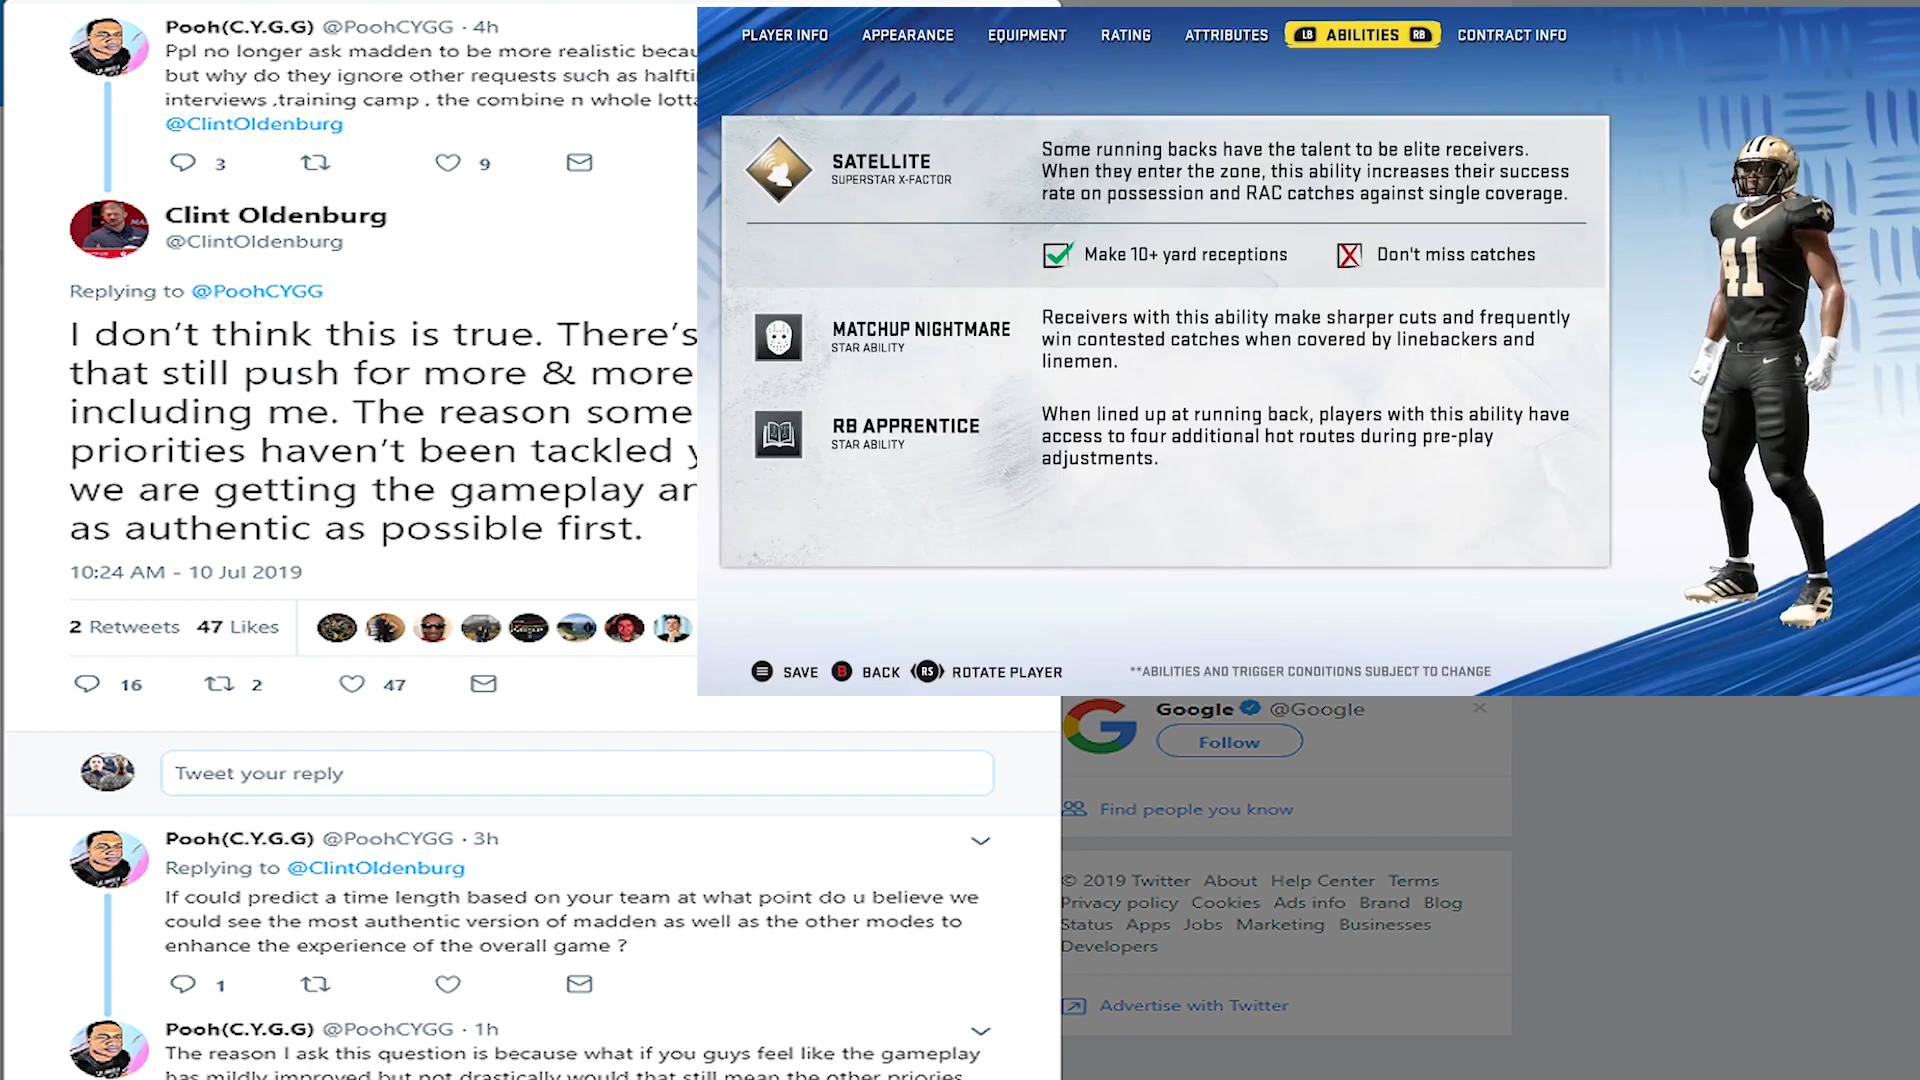 Pooh(C.Y.G.G) @PoohCYGG · 4h
Ppl no longer ask madden to be more realistic
but why do they ignore other requests such as
interviews ,training camp , the combine n whole
@ClintOldenburg
3 9
Clint Oldenburg
@ClintOldenburg
Replying to @PoohCYGG
I don’t think this is true. There’s
that still push for more & more
including me. The reason some
priorities haven’t been tackled
we are getting the gameplay
as authentic as possible first.
10:24 AM - 10 Jul 2019
2 Retweets 47 Likes
16 2 47
Tweet your reply
Pooh(C.Y.G.G) @PoohCYGG · 3h
Replying to @ClintOldenburg
If could predict a time length based on your team at what point do u believe we
could see the most authentic version of madden as well as the other modes to
enhance the experience of the overall game ?
1
Pooh(C.Y.G.G) @PoohCYGG · 1h
The reason I ask this question is because what if you guys feel like the gameplay
has mildly improved but not drastically would that still mean the other priories
PLAYER INFO APPEARANCE EQUIPMENT RATING ATTRIBUTES LB ABILITIES RB CONTRACT INFO
SATELLITE
SUPERSTAR X-FACTOR
Some running backs have the talent to be elite receivers.
When they enter the zone, this ability increases their success
rate on possession and RAC catches against single coverage.
Make 10+ yard receptions Don't miss catches
MATCHUP NIGHTMARE
STAR ABILITY
Receivers with this ability make sharper cuts and frequently
win contested catches when covered by linebackers and
linemen.
RB APPRENTICE
STAR ABILITY
When lined up at running back, players with this ability have
access to four additional hot routes during pre-play
adjustments.
41
SAVE B BACK RS ROTATE PLAYER **ABILITIES AND TRIGGER CONDITIONS SUBJECT TO CHANGE
Google @Google
Follow
Find people you know
© 2019 Twitter About Help Center Terms
Privacy policy Cookies Ads info Brand Blog
Status Apps Jobs Marketing Businesses
Developers
Advertise with Twitter